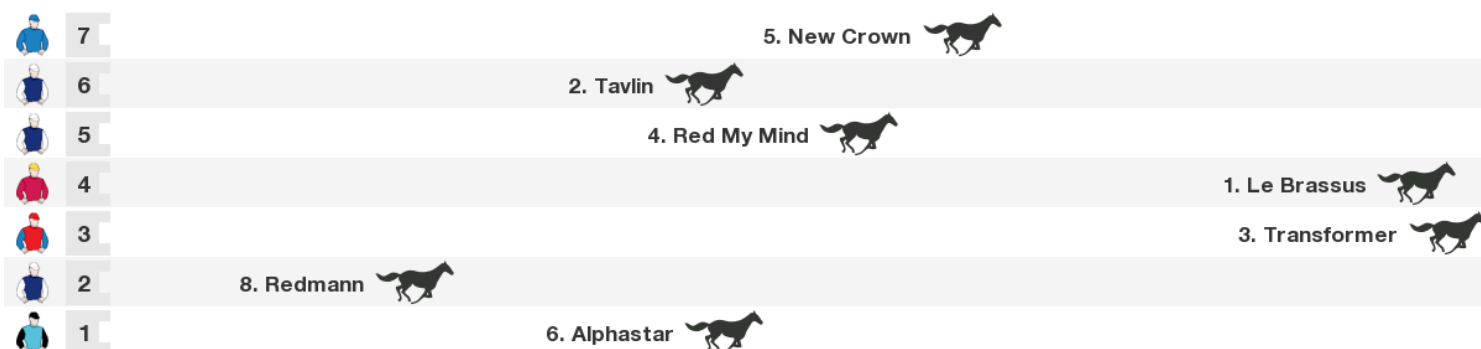 7 5. New Crown
6 2. Tavlin
5 4. Red My Mind
4 1. Le Brassus
3 3. Transformer
2 8. Redmann
1 6. Alphastar